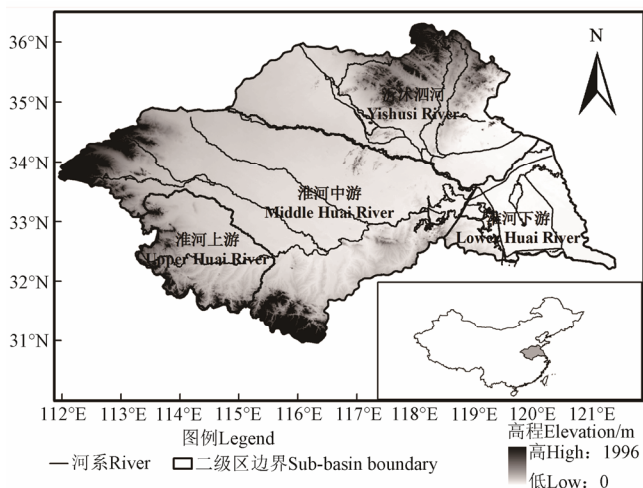 36°N
35°N
34°N
33°N
32°N
31°N
N
沂沭泗河
Yishusi River
淮河中游
Middle Huai River
淮河下游
Lower Huai River
淮河上游
Upper Huai River
112°E 113°E 114°E 115°E 116°E 117°E 118°E 119°E 120°E 121°E
图例Legend
河系River
二级区边界Sub-basin boundary
高程Elevation/m
高High:1996
低Low:0